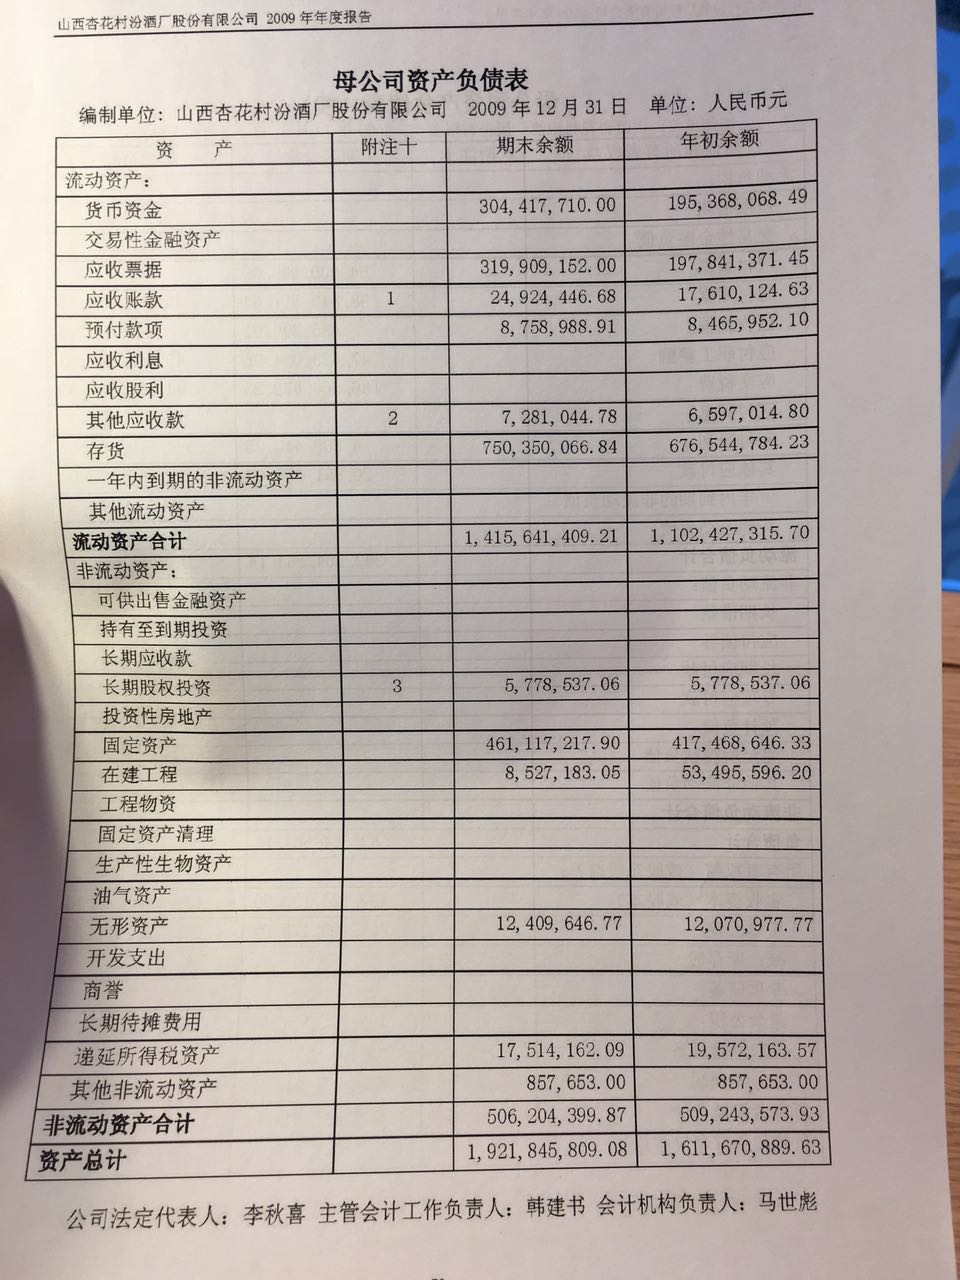 山西杏花村汾酒厂股份有限公司 2009 年年度报告
母公司资产负债表
编制单位：山西杏花村汾酒厂股份有限公司 2009 年 12 月 31 日 单位：人民币元
资 产 附注十 期末余额 年初余额
流动资产：
货币资金 304,417,710.00 195,368,068.49
交易性金融资产
应收票据 319,909,152.00 197,841,371.45
应收账款 1 24,924,446.68 17,610,124.63
预付款项 8,758,988.91 8,465,952.10
应收利息
应收股利
其他应收款 2 7,281,044.78 6,597,014.80
存货 750,350,066.84 676,544,784.23
一年内到期的非流动资产
其他流动资产
流动资产合计 1,415,641,409.21 1,102,427,315.70
非流动资产：
可供出售金融资产
持有至到期投资
长期应收款
长期股权投资 3 5,778,537.06 5,778,537.06
投资性房地产
固定资产 461,117,217.90 417,468,646.33
在建工程 8,527,183.05 53,495,596.20
工程物资
固定资产清理
生产性生物资产
油气资产
无形资产 12,409,646.77 12,070,977.77
开发支出
商誉
长期待摊费用
递延所得税资产 17,514,162.09 19,572,163.57
其他非流动资产 857,653.00 857,653.00
非流动资产合计 506,204,399.87 509,243,573.93
资产总计 1,921,845,809.08 1,611,670,889.63
公司法定代表人：李秋喜 主管会计工作负责人：韩建书 会计机构负责人：马世彪